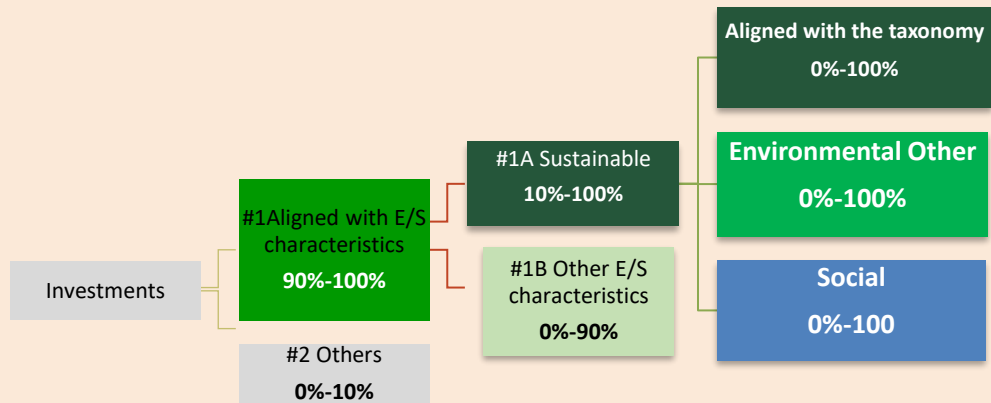 Investments
#1Aligned with E/S
characteristics
90%-100%
#2 Others
0%-10%
#1A Sustainable
10%-100%
#1B Other E/S
characteristics
0%-90%
Aligned with the taxonomy
0%-100%
Environmental Other
0%-100%
Social
0%-100